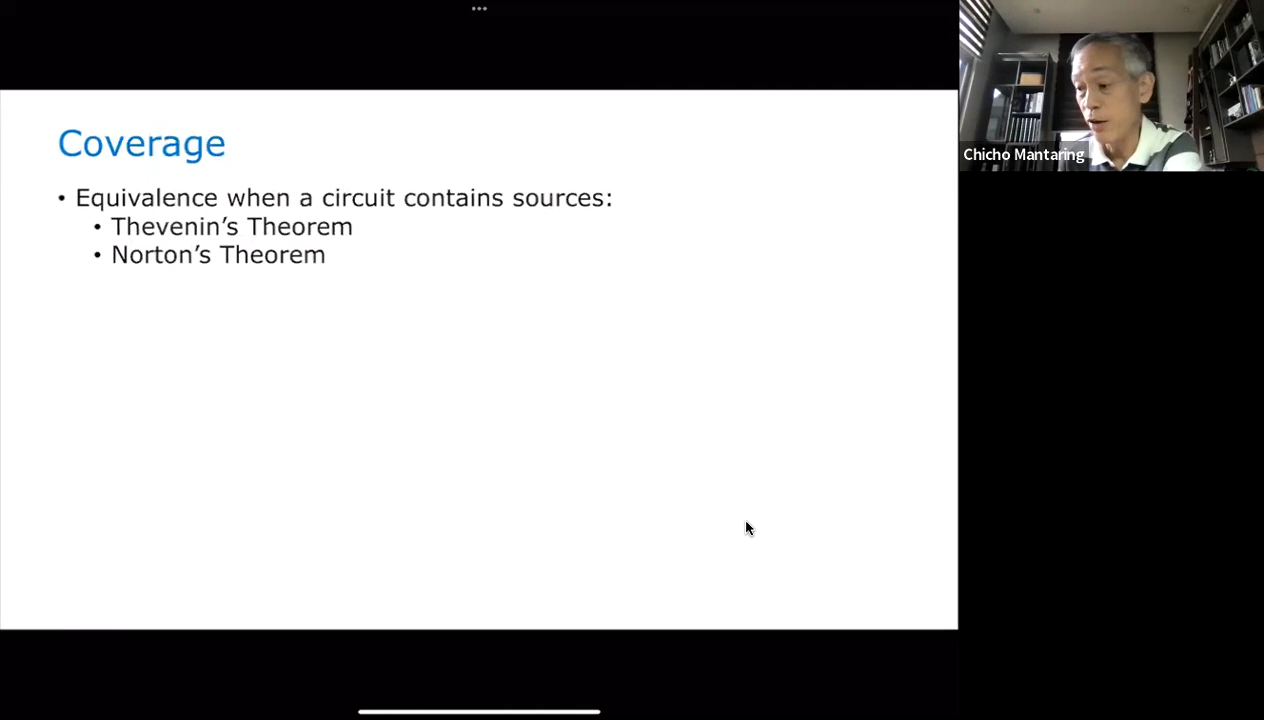 Coverage
• Equivalence when a circuit contains sources:
• Thevenin’s Theorem
• Norton’s Theorem
Chicho Mantaring